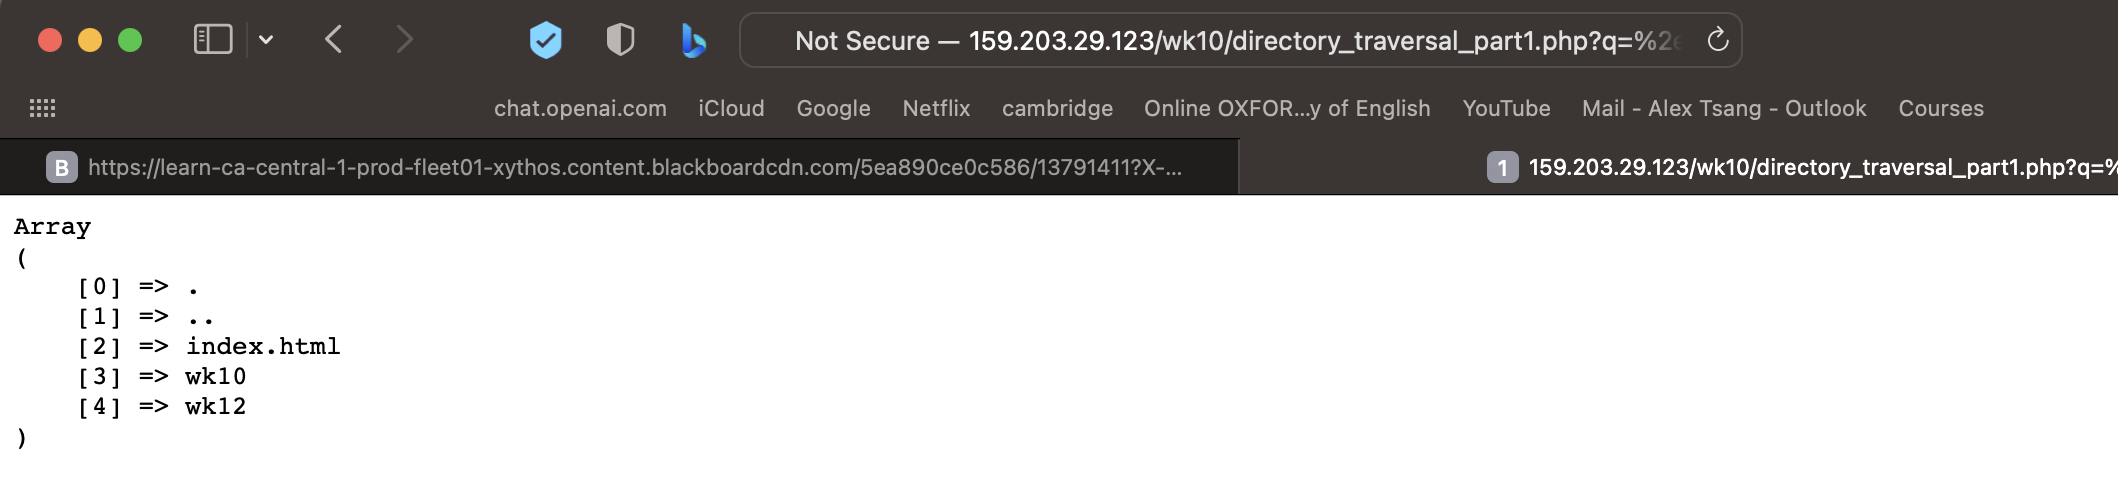 Not Secure — 159.203.29.123/wk10/directory_traversal_part1.php?q=%2e
chat.openai.com iCloud Google Netflix cambridge Online OXFOR...y of English YouTube Mail - Alex Tsang - Outlook Courses
B https://learn-ca-central-1-prod-fleet01-xythos.content.blackboardcdn.com/5ea890ce0c586/13791411?X-... 1 159.203.29.123/wk10/directory_traversal_part1.php?q=%
Array
(
    [0] => .
    [1] => ..
    [2] => index.html
    [3] => wk10
    [4] => wk12
)